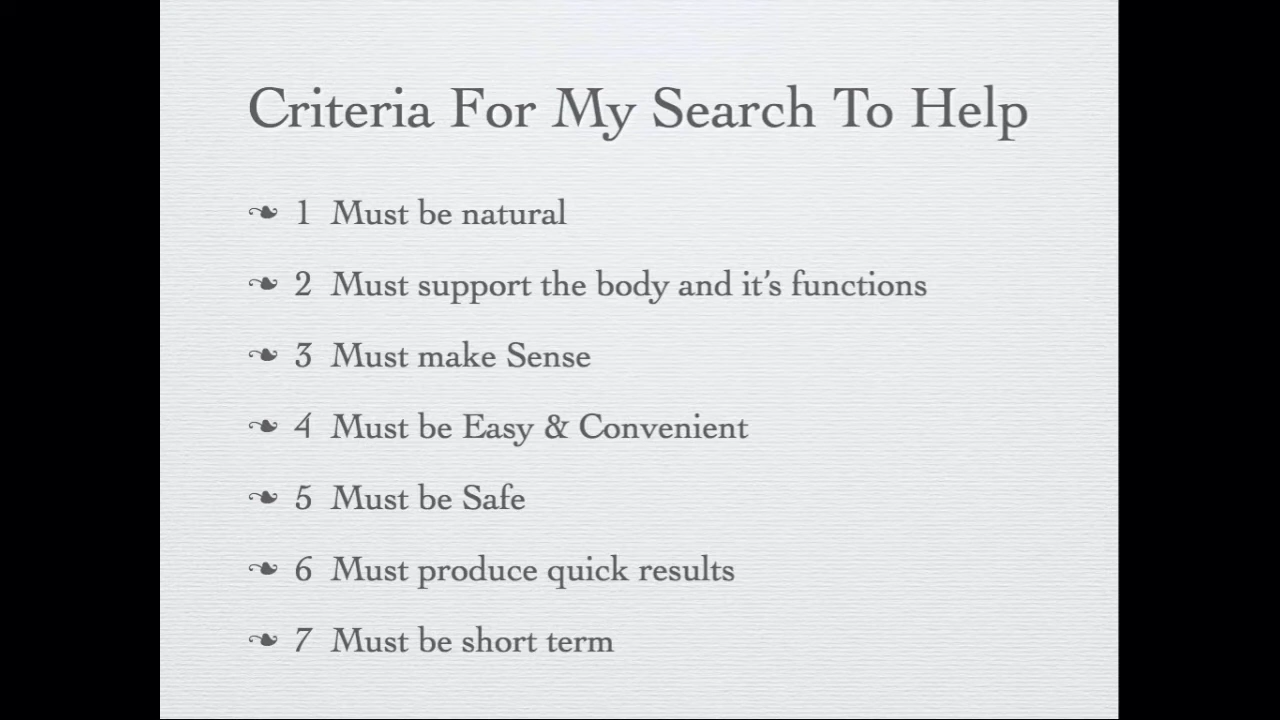 Criteria For My Search To Help
❧ 1 Must be natural
❧ 2 Must support the body and it’s functions
❧ 3 Must make Sense
❧ 4 Must be Easy & Convenient
❧ 5 Must be Safe
❧ 6 Must produce quick results
❧ 7 Must be short term